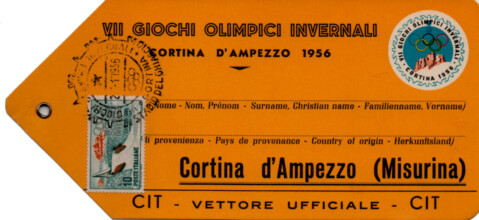 VII GIOCHI OLIMPICI INVERNALI
CORTINA D'AMPEZZO 1956
VII GIOCHI OLIMPICI INVERNALI
CORTINA 1956
1956
Nome - Nom, Prénom - Surname, Christian name - Familienname, Vorname)
di provenienza - Pays de provenance - Country of origin - Herkunftsland)
POSTE ITALIANE
10
Cortina d'Ampezzo (Misurina)
CIT - VETTORE UFFICIALE - CIT